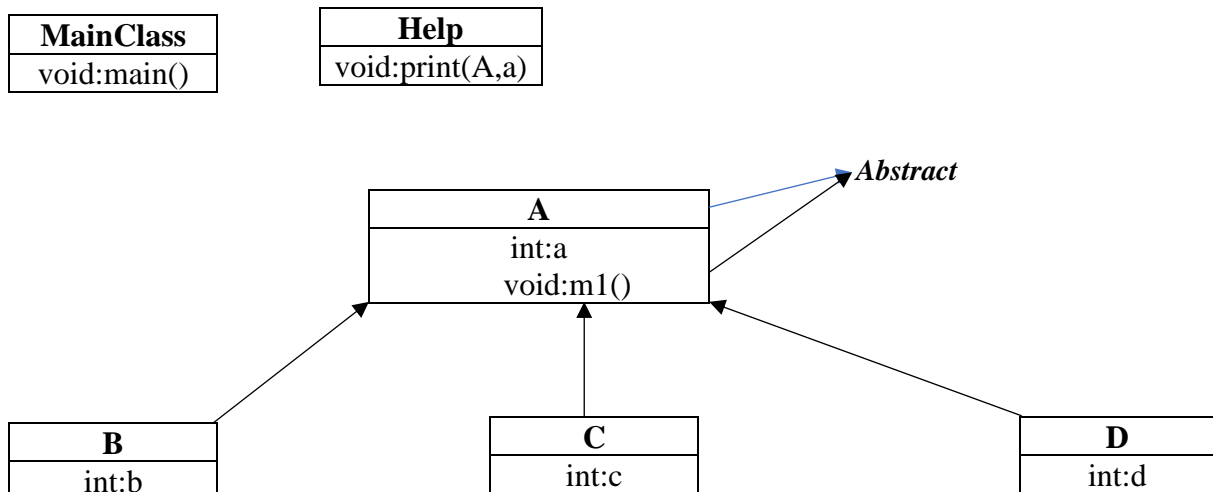 MainClass
void:main()
Help
void:print(A,a)
Abstract
A
int:a
void:m1()
B
int:b
C
int:c
D
int:d